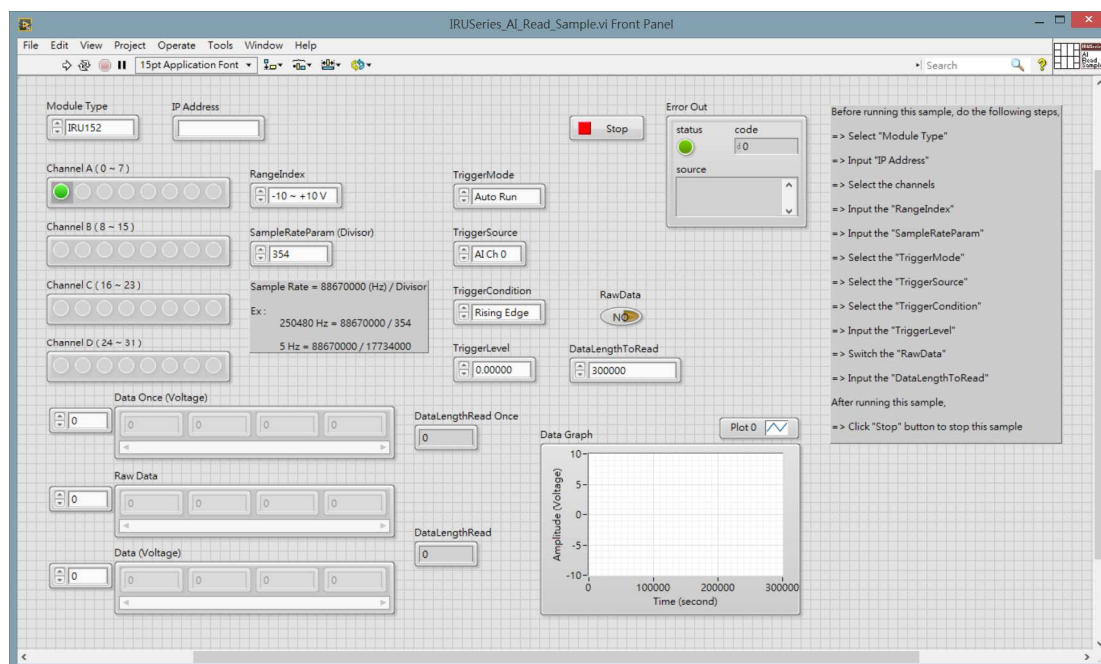 IRUSeries_AI_Read_Sample.vi Front Panel
File Edit View Project Operate Tools Window Help
15pt Application Font
Search
IRUSeries
AI
Read
Sample
Module Type
IRU152
IP Address
Stop
Error Out
status
code
d 0
source
Channel A ( 0 ~ 7 )
Channel B ( 8 ~ 15 )
Channel C ( 16 ~ 23 )
Channel D ( 24 ~ 31 )
RangeIndex
-10 ~ +10 V
SampleRateParam (Divisor)
354
Sample Rate = 88670000 (Hz) / Divisor
Ex :
250480 Hz = 88670000 / 354
5 Hz = 88670000 / 17734000
TriggerMode
Auto Run
TriggerSource
AI Ch 0
TriggerCondition
Rising Edge
TriggerLevel
0.00000
RawData
NO
DataLengthToRead
300000
Before running this sample, do the following steps,
= > Select "Module Type"
= > Input "IP Address"
= > Select the channels
= > Input the "RangeIndex"
= > Input the "SampleRateParam"
= > Select the "TriggerMode"
= > Select the "TriggerSource"
= > Select the "TriggerCondition"
= > Input the "TriggerLevel"
= > Switch the "RawData"
= > Input the "DataLengthToRead"
After running this sample,
= > Click "Stop" button to stop this sample
Data Once (Voltage)
0 0 0 0 0
DataLengthRead Once
0
Raw Data
0 0 0 0 0
DataLengthRead
0
Data (Voltage)
0 0 0 0 0
Data Graph
Plot 0
Amplitude (Voltage)
10
5
0
-5
-10
0 100000 200000 300000
Time (second)